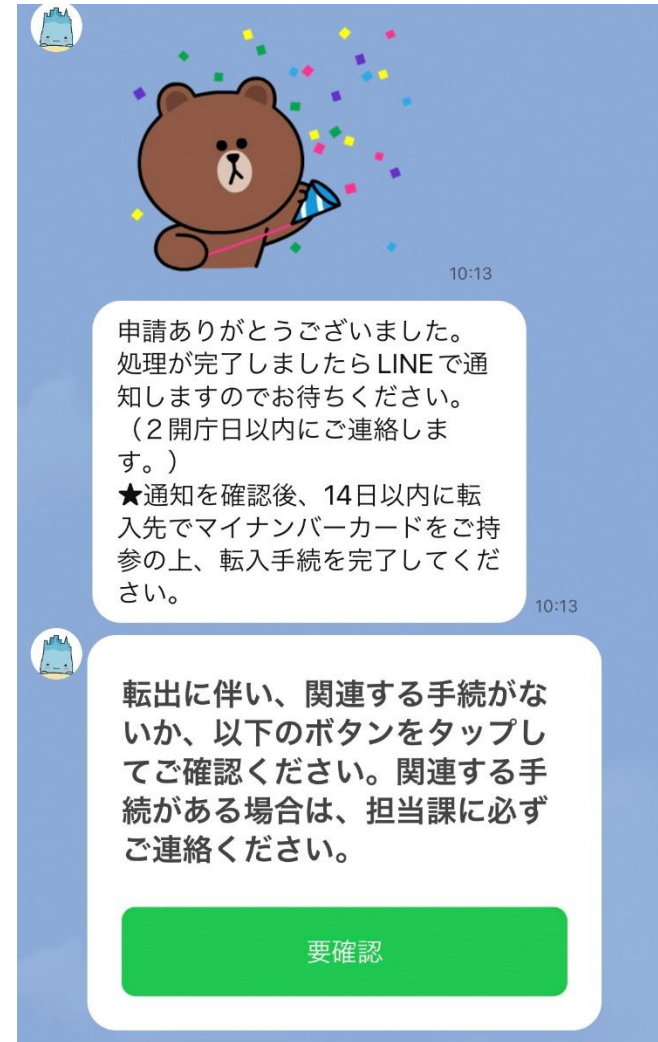 10:13
申請ありがとうございました。
処理が完了しましたらLINEで通
知しますのでお待ちください。
（２開庁日以内にご連絡しま
す。）
★通知を確認後、14日以内に転
入先でマイナンバーカードをご持
参の上、転入手続を完了してくだ
さい。
10:13
転出に伴い、関連する手続がな
いか、以下のボタンをタップし
てご確認ください。関連する手
続がある場合は、担当課に必ず
ご連絡ください。
要確認